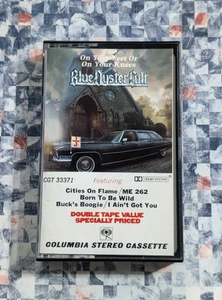 On Your Feet Or
On Your Knees
Blue Öyster Cult
CGT 33371
Featuring
Cities On Flame/ME 262
Born To Be Wild
Buck's Boogie/I Ain't Got You
DOUBLE TAPE VALUE
SPECIALLY PRICED
COLUMBIA STEREO CASSETTE